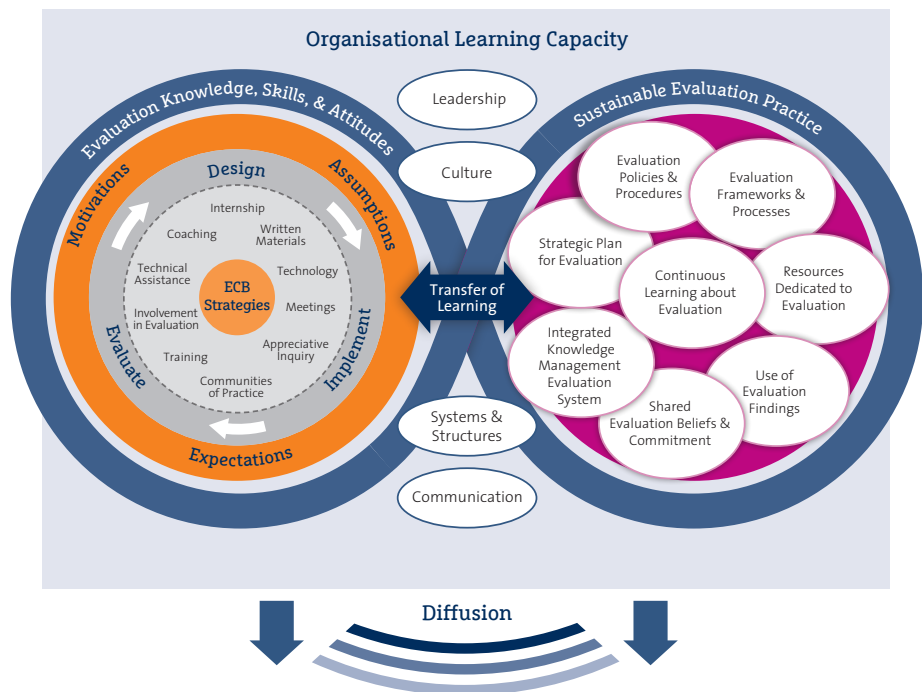 Organisational Learning Capacity
Evaluation Knowledge, Skills, & Attitudes
Leadership
Culture
Sustainable Evaluation Practice
Motivations
Assumptions
Expectations
Design
Implement
Evaluate
Internship
Coaching
Written
Materials
Technical
Assistance
Technology
ECB
Strategies
Involvement
in Evaluation
Meetings
Training
Appreciative
Inquiry
Communities
of Practice
Transfer of
Learning
Systems &
Structures
Communication
Evaluation
Policies &
Procedures
Evaluation
Frameworks &
Processes
Strategic Plan
for Evaluation
Continuous
Learning about
Evaluation
Resources
Dedicated to
Evaluation
Integrated
Knowledge
Management
Evaluation
System
Shared
Evaluation Beliefs &
Commitment
Use of
Evaluation
Findings
Diffusion